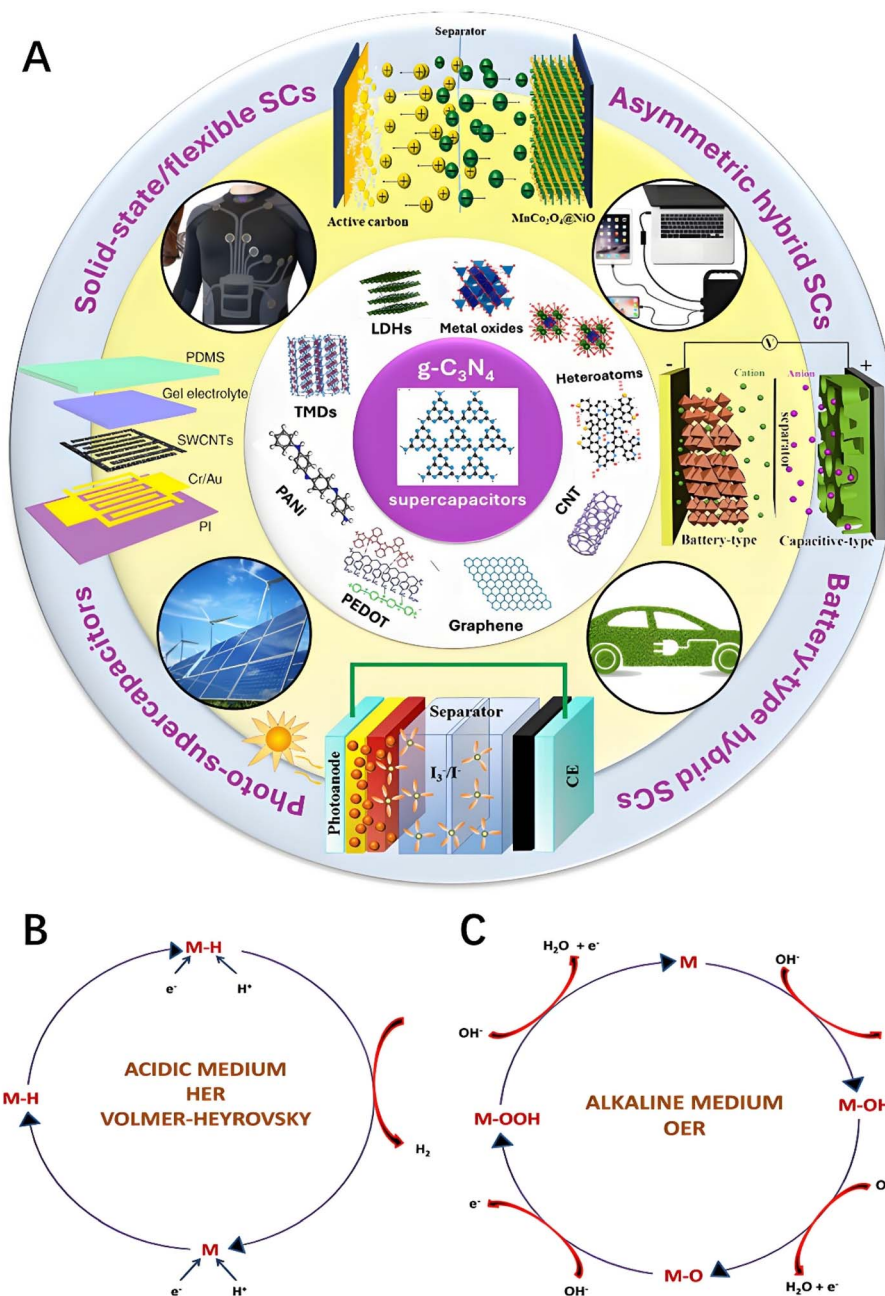 A
Separator
Solid-state/flexible SCs
Asymmetric hybrid SCs
Active carbon
MnCo₂O₄@NiO
LDHs
Metal oxides
Heteroatoms
TMDs
g-C₃N₄
supercapacitors
PANi
CNT
PEDOT
Graphene
PDMS
Gel electrolyte
SWCNTs
Cr/Au
PI
V
-
+
Cation
Anion
separator
Battery-type
Capacitive-type
Photo-supercapacitors
Battery-type hybrid SCs
Separator
Photoanode
I₃⁻/I⁻
CE
B
M-H
e⁻
H⁺
ACIDIC MEDIUM
HER
VOLMER-HEYROVSKY
M-H
H₂
M
e⁻
H⁺
C
H₂O + e⁻
M
OH⁻
OH⁻
M-OOH
ALKALINE MEDIUM
OER
M-OH
e⁻
O
OH⁻
M-O
H₂O + e⁻